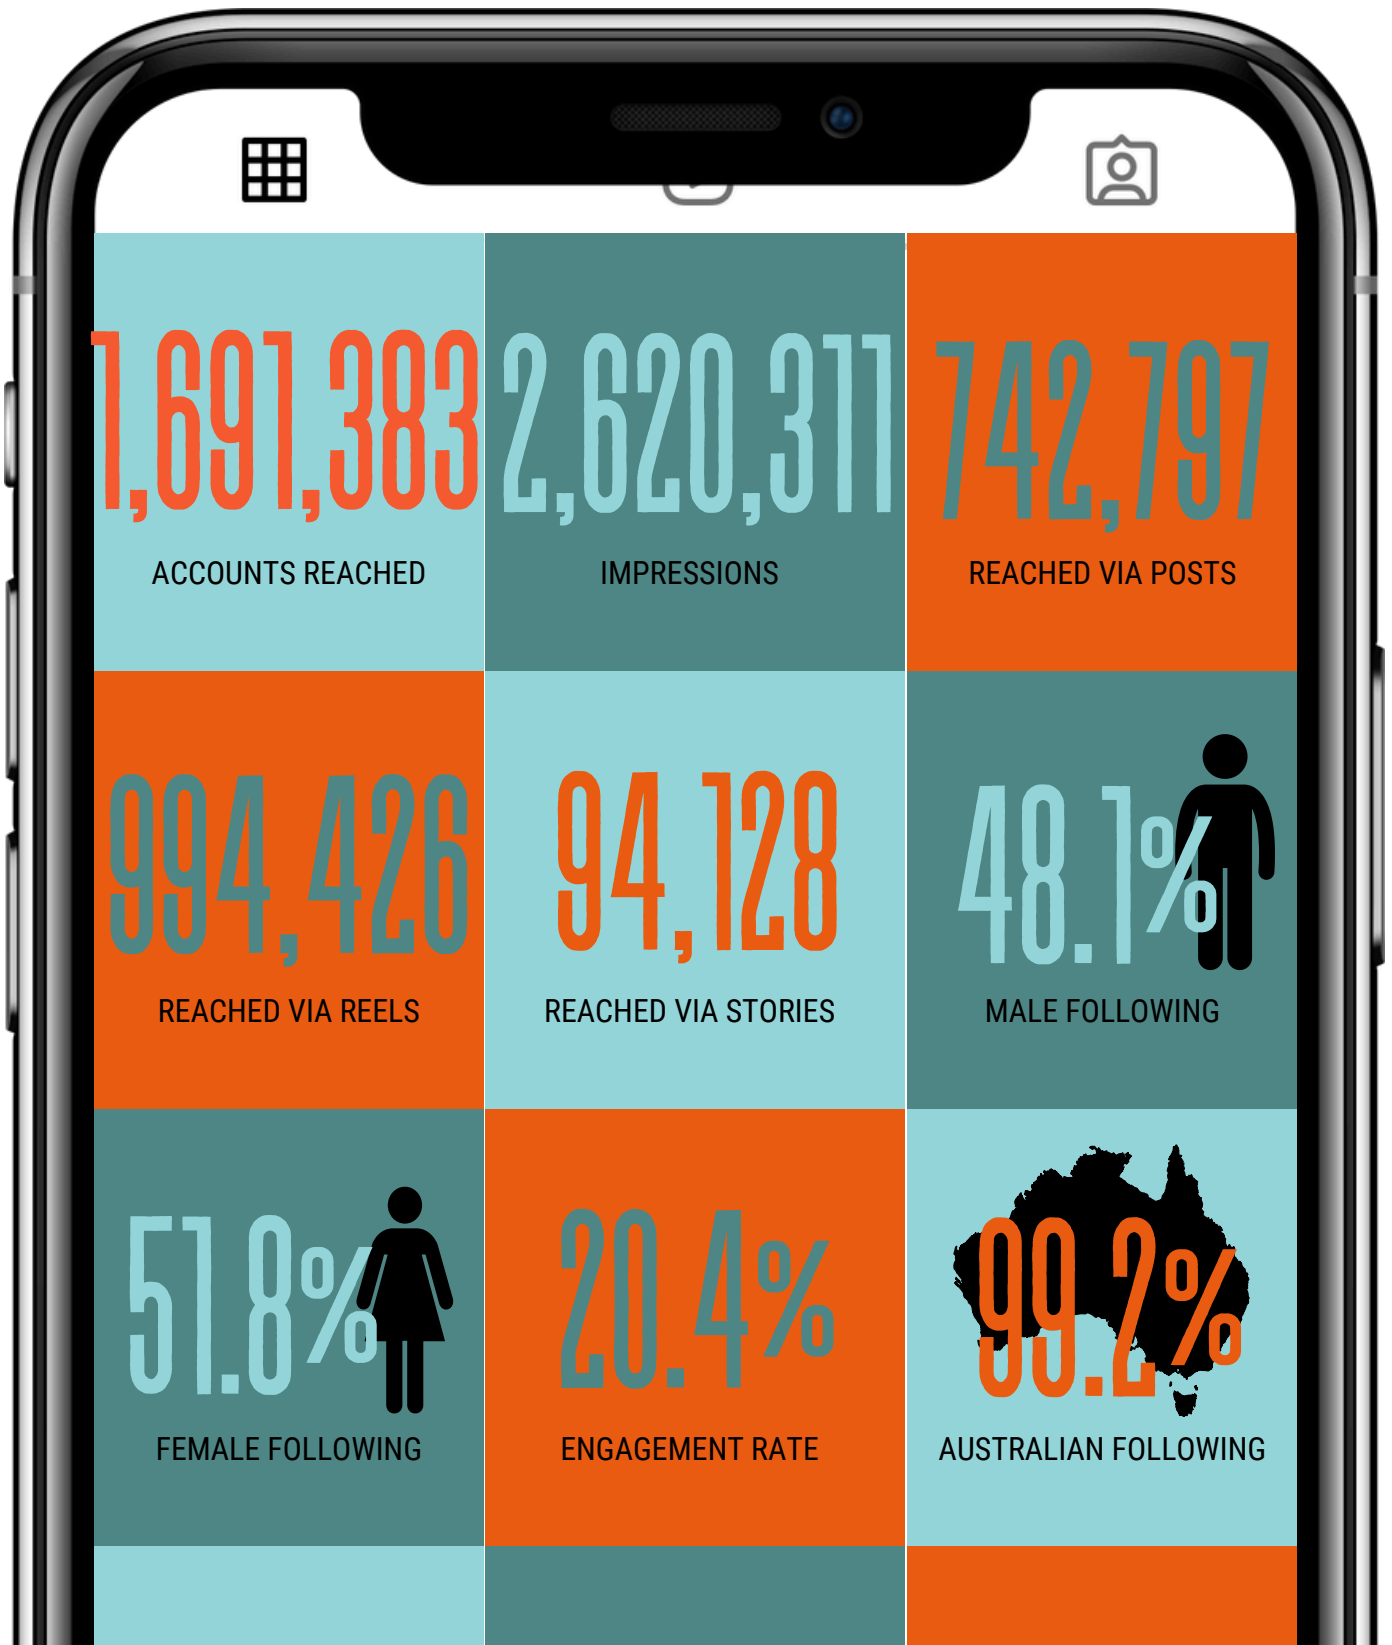 1,691,383
ACCOUNTS REACHED
2,620,311
IMPRESSIONS
742,797
REACHED VIA POSTS
994,426
REACHED VIA REELS
94,128
REACHED VIA STORIES
48.1%
MALE FOLLOWING
51.8%
FEMALE FOLLOWING
20.4%
ENGAGEMENT RATE
99.2%
AUSTRALIAN FOLLOWING